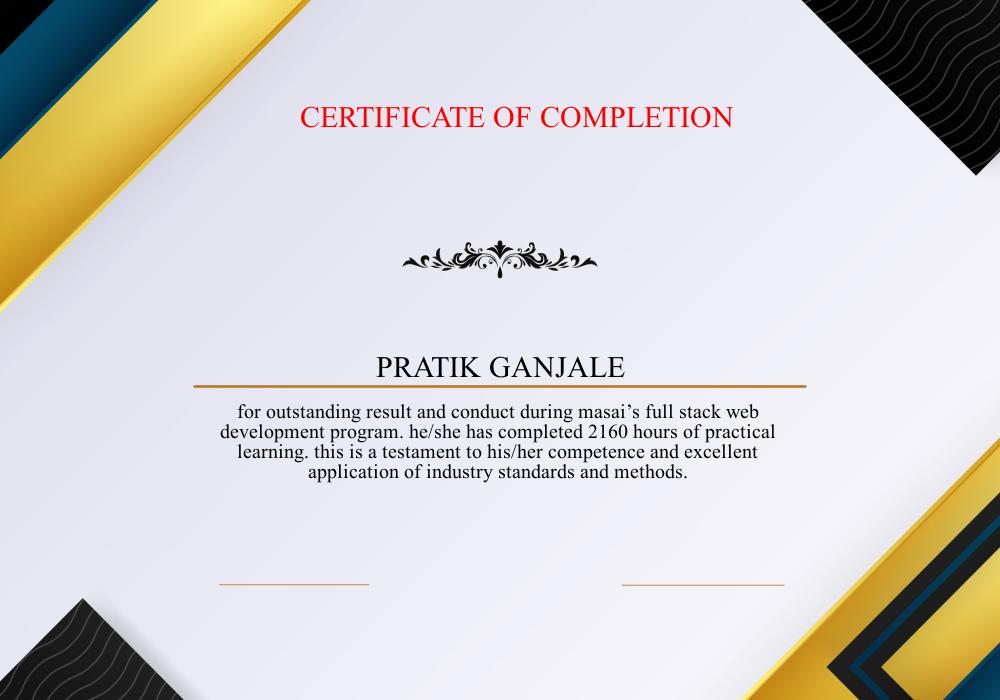 CERTIFICATE OF COMPLETION
PRATIK GANJALE
for outstanding result and conduct during masai’s full stack web
development program. he/she has completed 2160 hours of practical
learning. this is a testament to his/her competence and excellent
application of industry standards and methods.